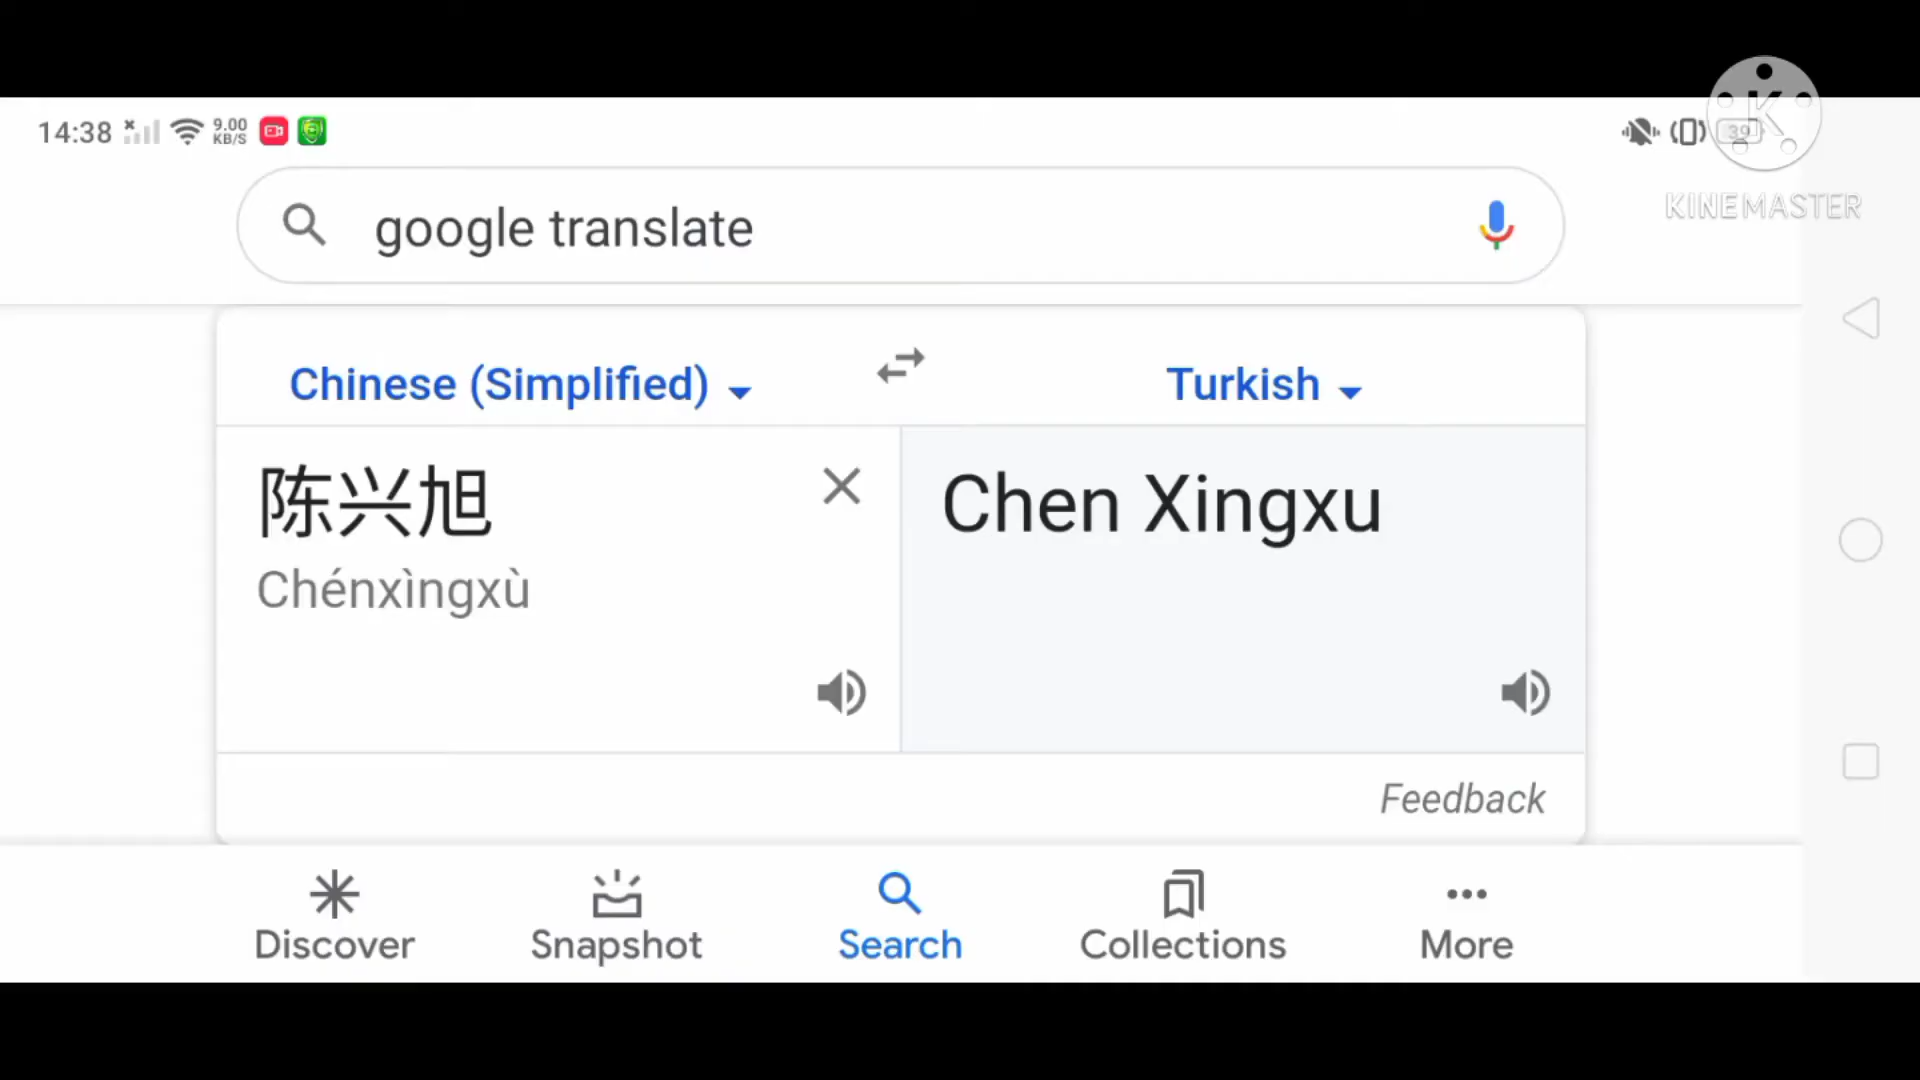 14:38 9.00 KB/S 39
KINEMASTER
google translate
Chinese (Simplified) Turkish
陈兴旭 Chen Xingxu
Chénxìngxù
Feedback
Discover Snapshot Search Collections More